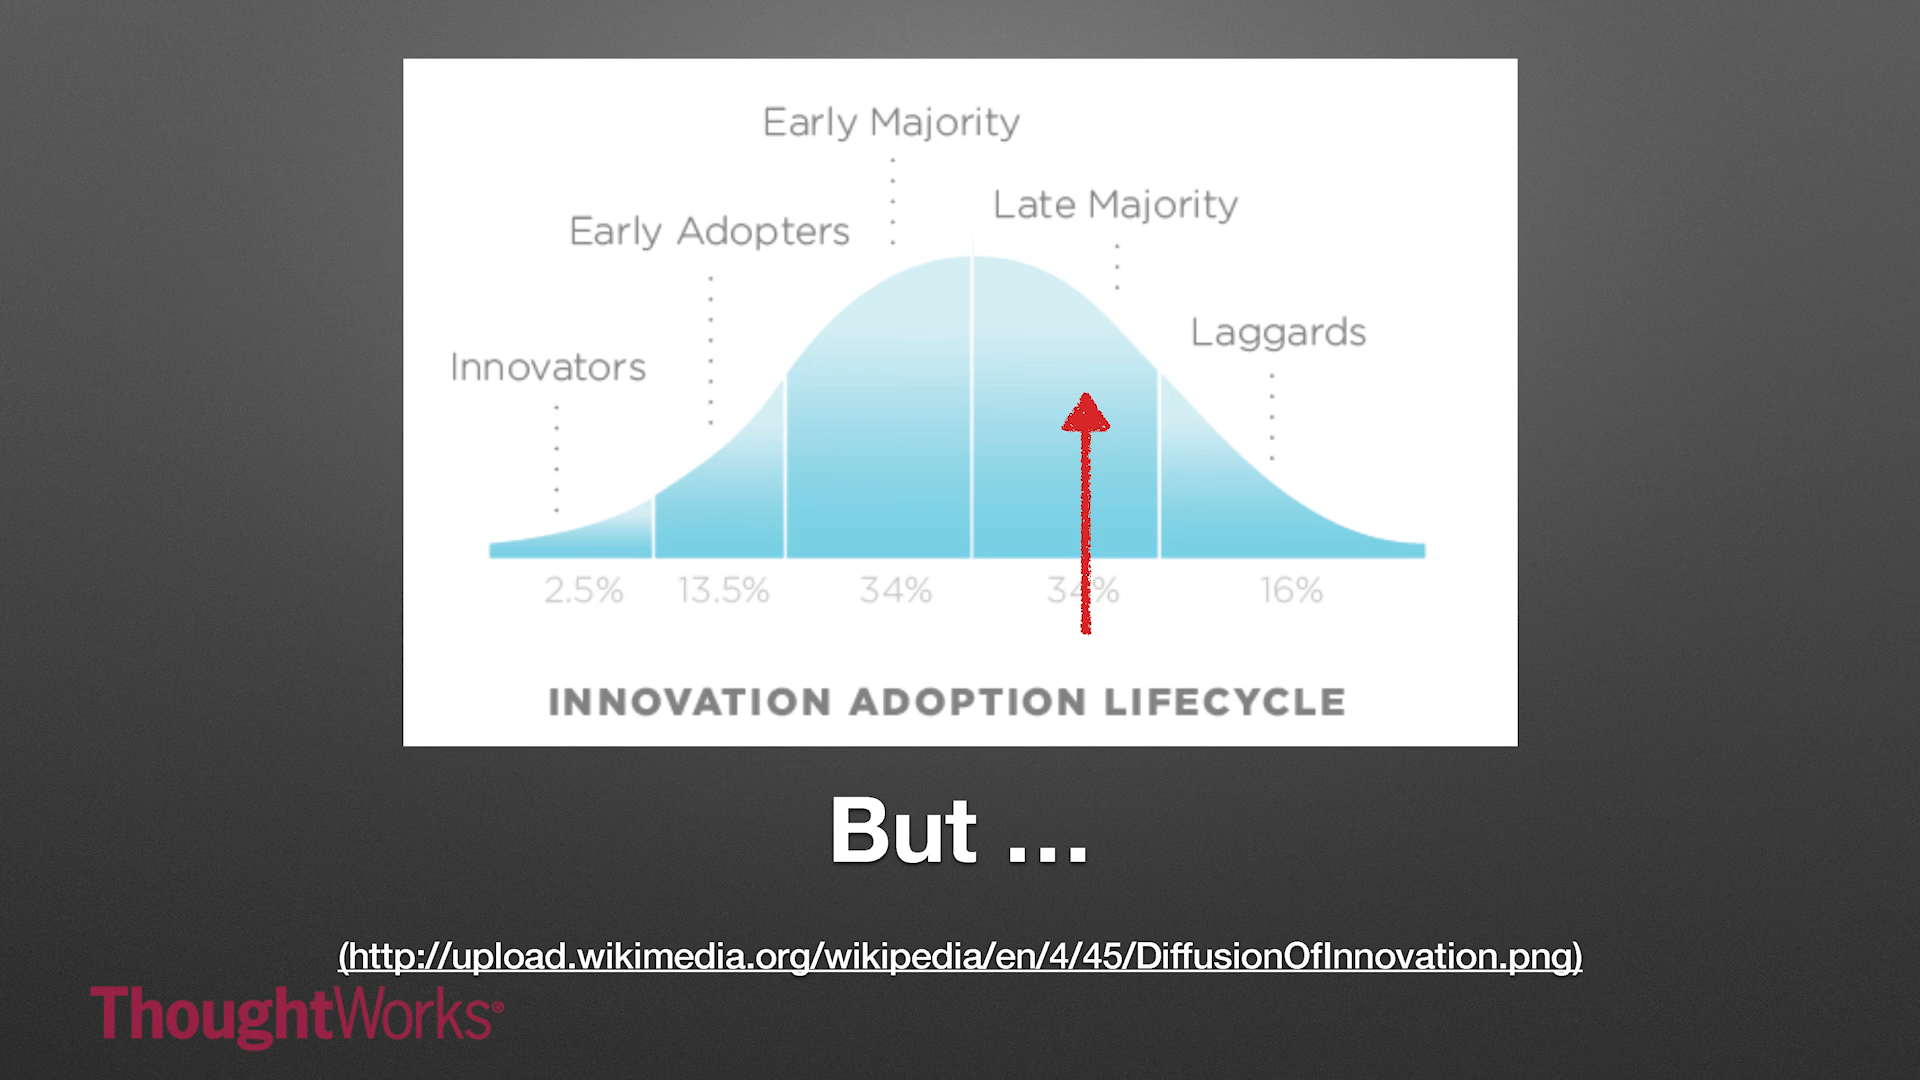 Early Majority
Late Majority
Early Adopters
Laggards
Innovators
2.5% 13.5% 34% 34% 16%
INNOVATION ADOPTION LIFECYCLE
But ...
(http://upload.wikimedia.org/wikipedia/en/4/45/DiffusionOfInnovation.png)
ThoughtWorks®